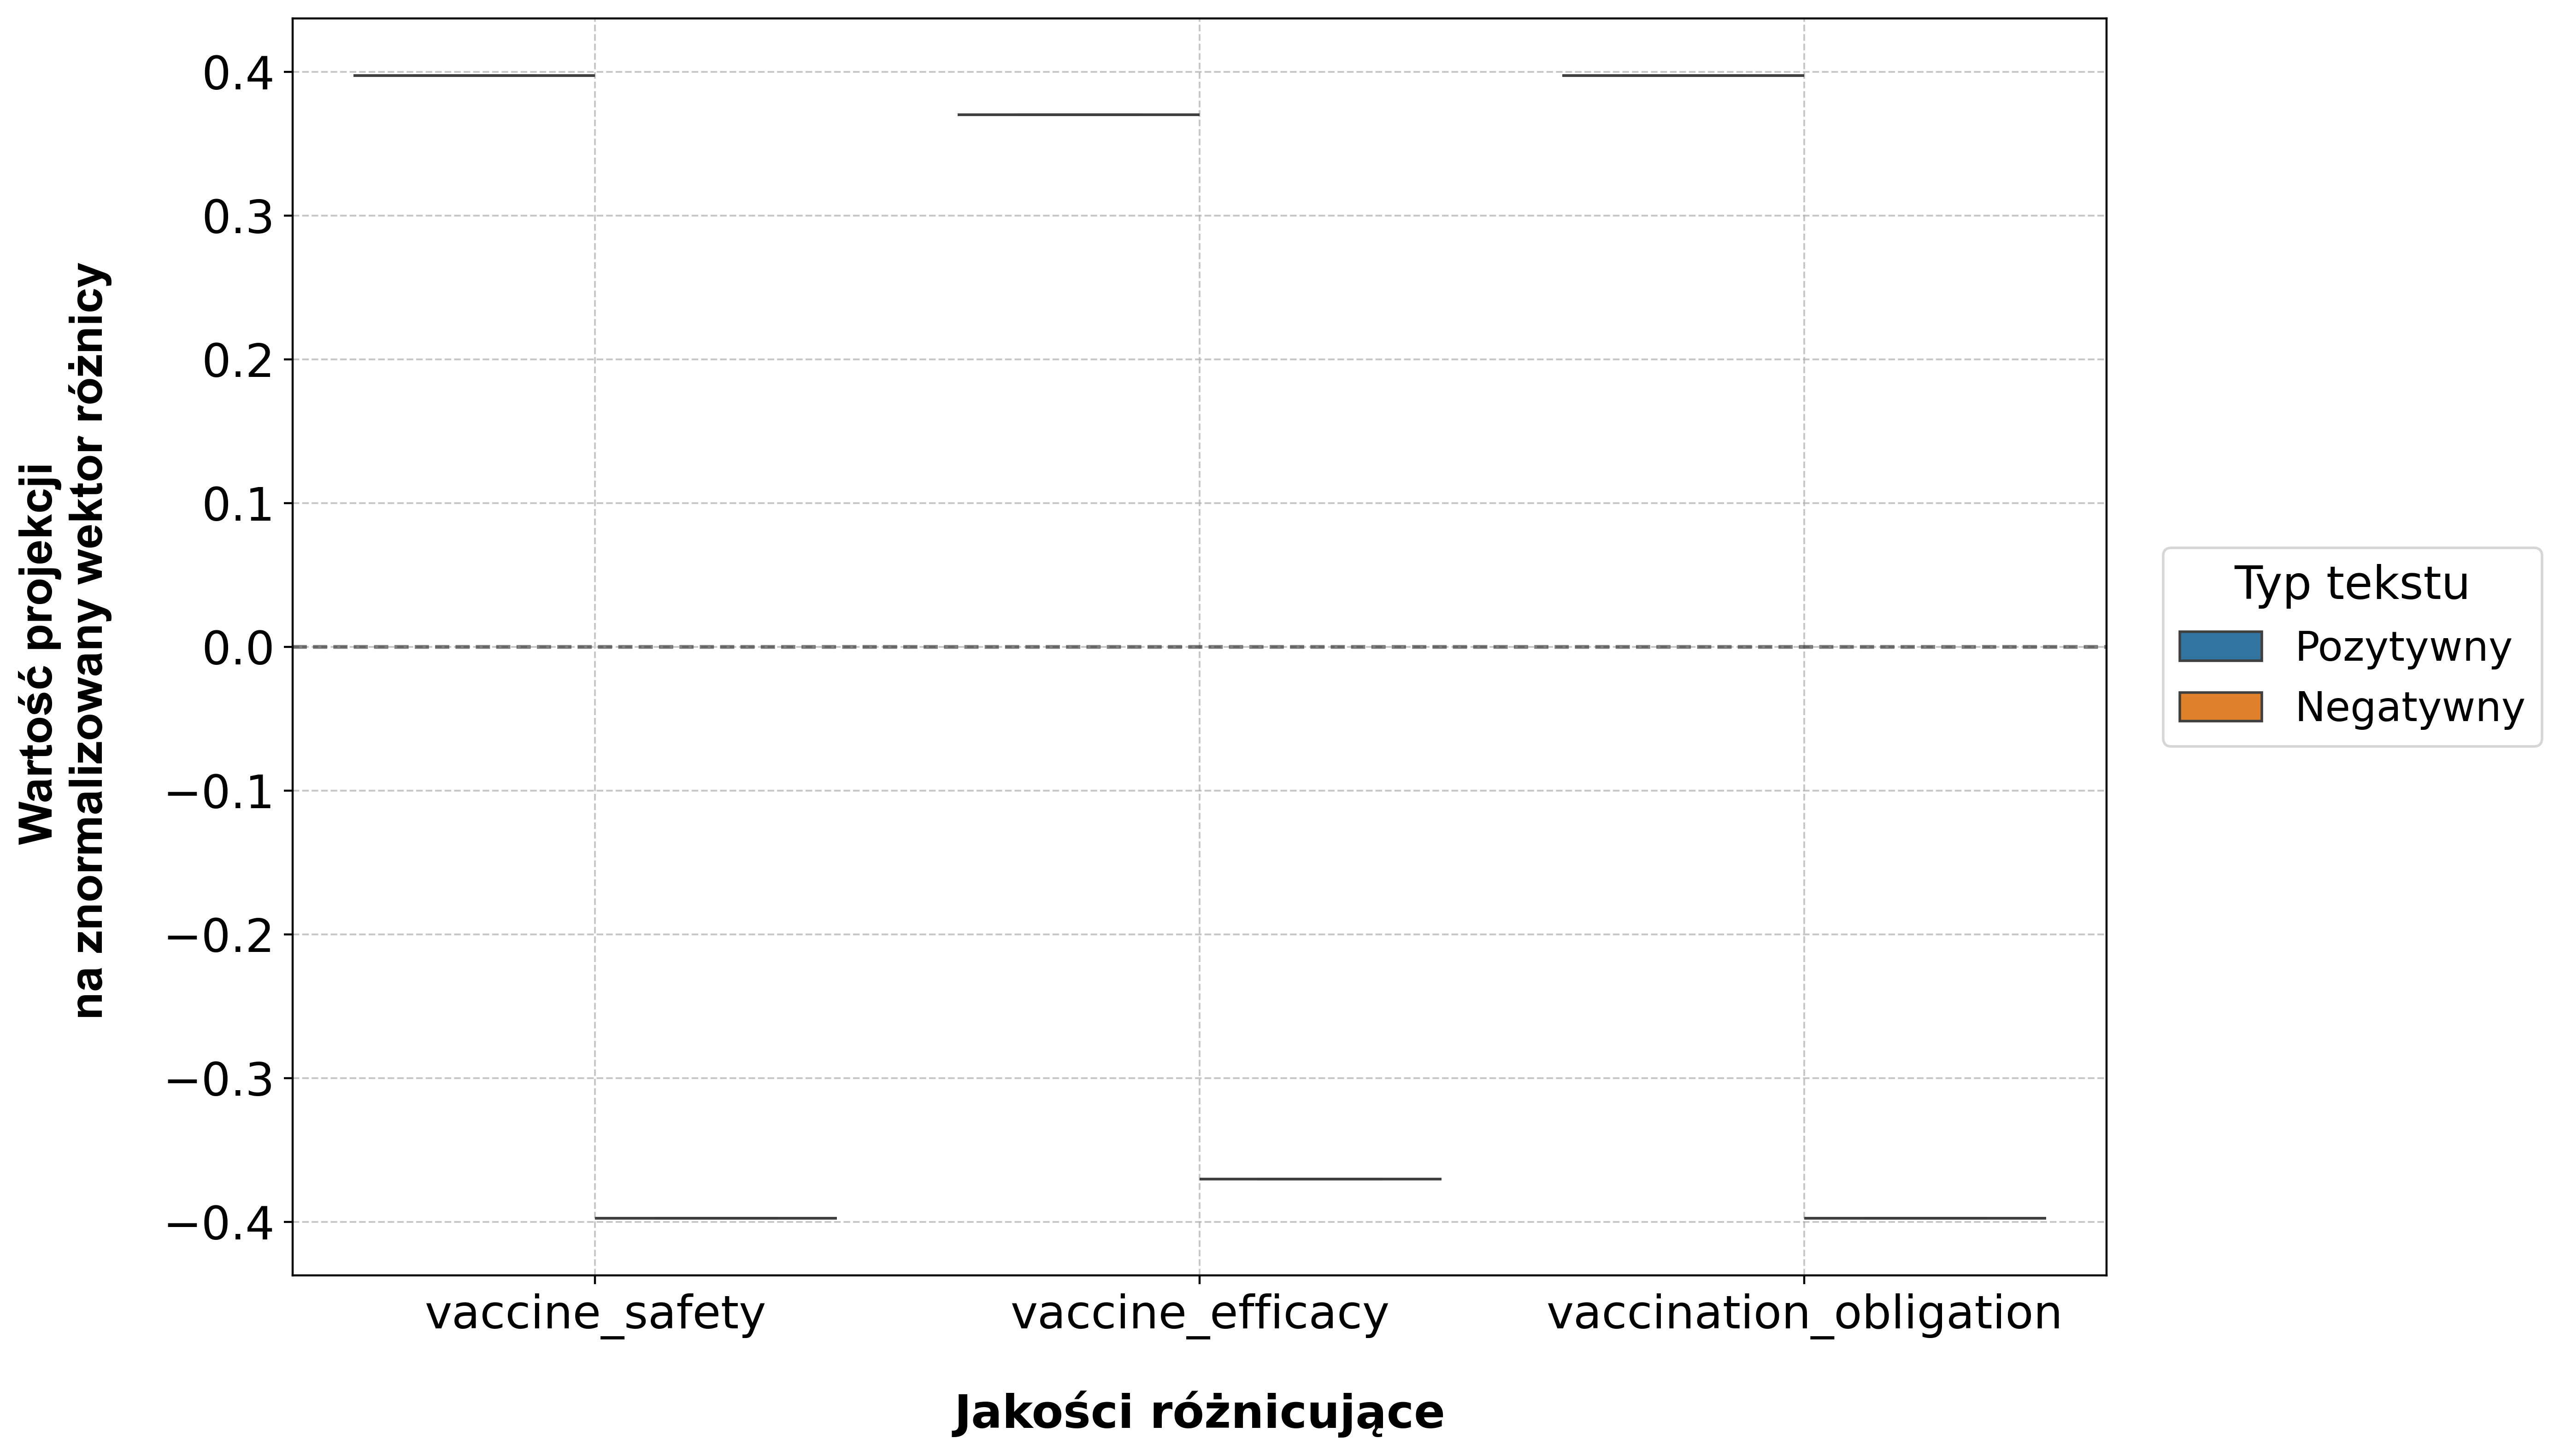 Wartość projekcji
na znormalizowany wektor różnicy
0.4
0.3
0.2
0.1
0.0
−0.1
−0.2
−0.3
−0.4
vaccine_safety
vaccine_efficacy
vaccination_obligation
Jakości różnicujące
Typ tekstu
Pozytywny
Negatywny